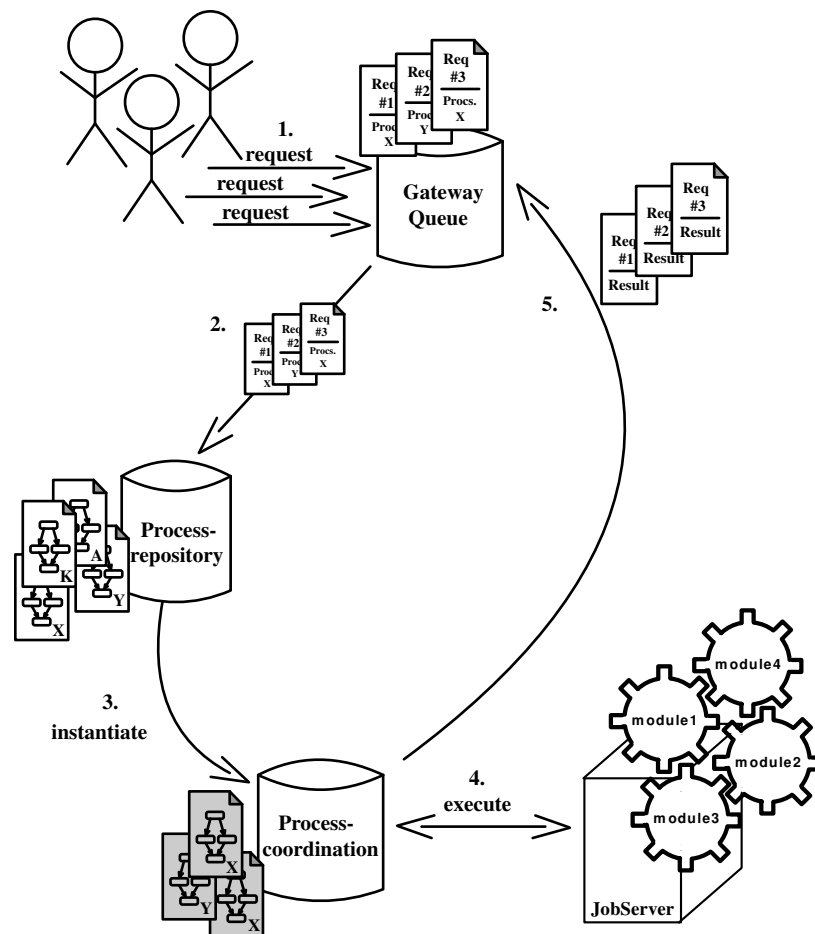 1.
request
request
request
Req
#1
Proc
X
Req
#2
Proc
Y
Req
#3
Procs.
X
Gateway
Queue
Req
#1
Result
Req
#2
Result
Req
#3
Result
2.
Req
#1
Proc
X
Req
#2
Proc
Y
Req
#3
Procs.
X
5.
Process-
repository
K
A
X
Y
3.
instantiate
4.
execute
Process-
coordination
X
Y
X
module4
module1
module2
module3
JobServer